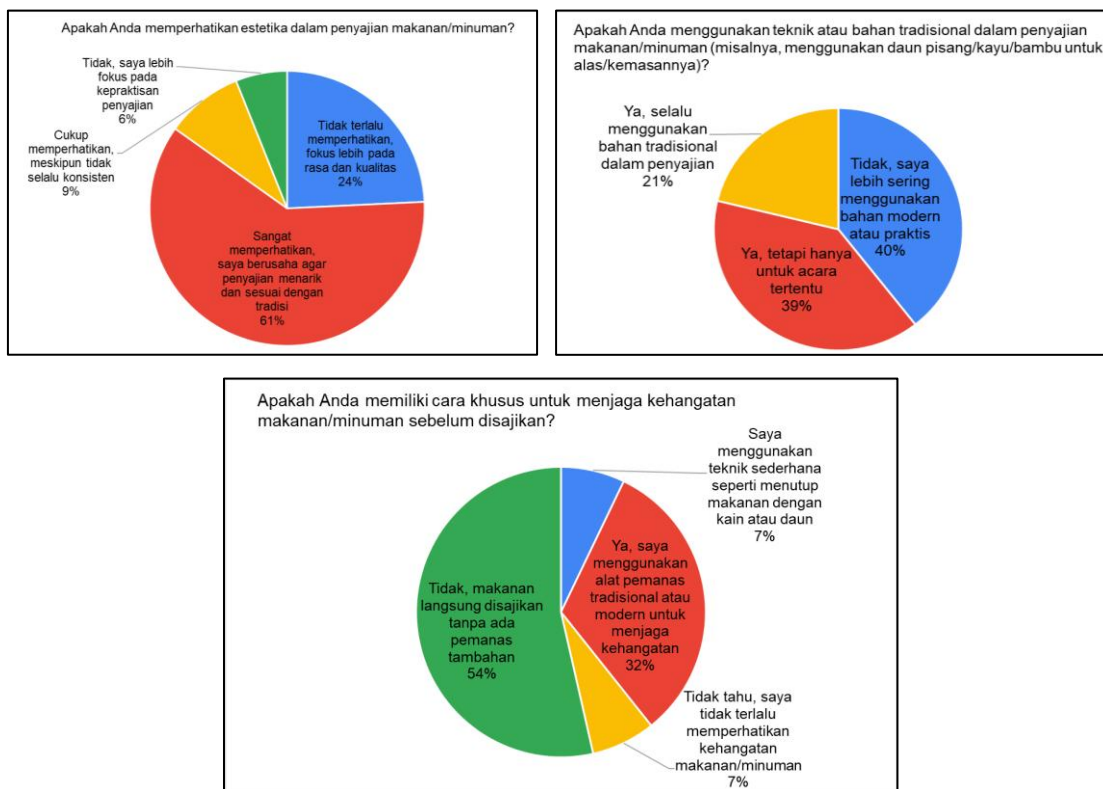 Apakah Anda memperhatikan estetika dalam penyajian makanan/minuman?
Tidak, saya lebih
fokus pada
kepraktisan
penyajian
6%
Cukup
memperhatikan,
meskipun tidak
selalu konsisten
9%
Tidak terlalu
memperhatikan,
fokus lebih pada
rasa dan kualitas
24%
Sangat
memperhatikan,
saya berusaha agar
penyajian menarik
dan sesuai dengan
tradisi
61%
Apakah Anda menggunakan teknik atau bahan tradisional dalam penyajian
makanan/minuman (misalnya, menggunakan daun pisang/kayu/bambu untuk
alas/kemasannya)?
Ya, selalu
menggunakan
bahan tradisional
dalam penyajian
21%
Tidak, saya
lebih sering
menggunakan
bahan modern
atau praktis
40%
Ya, tetapi hanya
untuk acara
tertentu
39%
Apakah Anda memiliki cara khusus untuk menjaga kehangatan
makanan/minuman sebelum disajikan?
Saya
menggunakan
teknik sederhana
seperti menutup
makanan dengan
kain atau daun
7%
Ya, saya
menggunakan
alat pemanas
tradisional atau
modern untuk
menjaga
kehangatan
32%
Tidak, makanan
langsung disajikan
tanpa ada
pemanas
tambahan
54%
Tidak tahu, saya
tidak terlalu
memperhatikan
kehangatan
makanan/minuman
7%